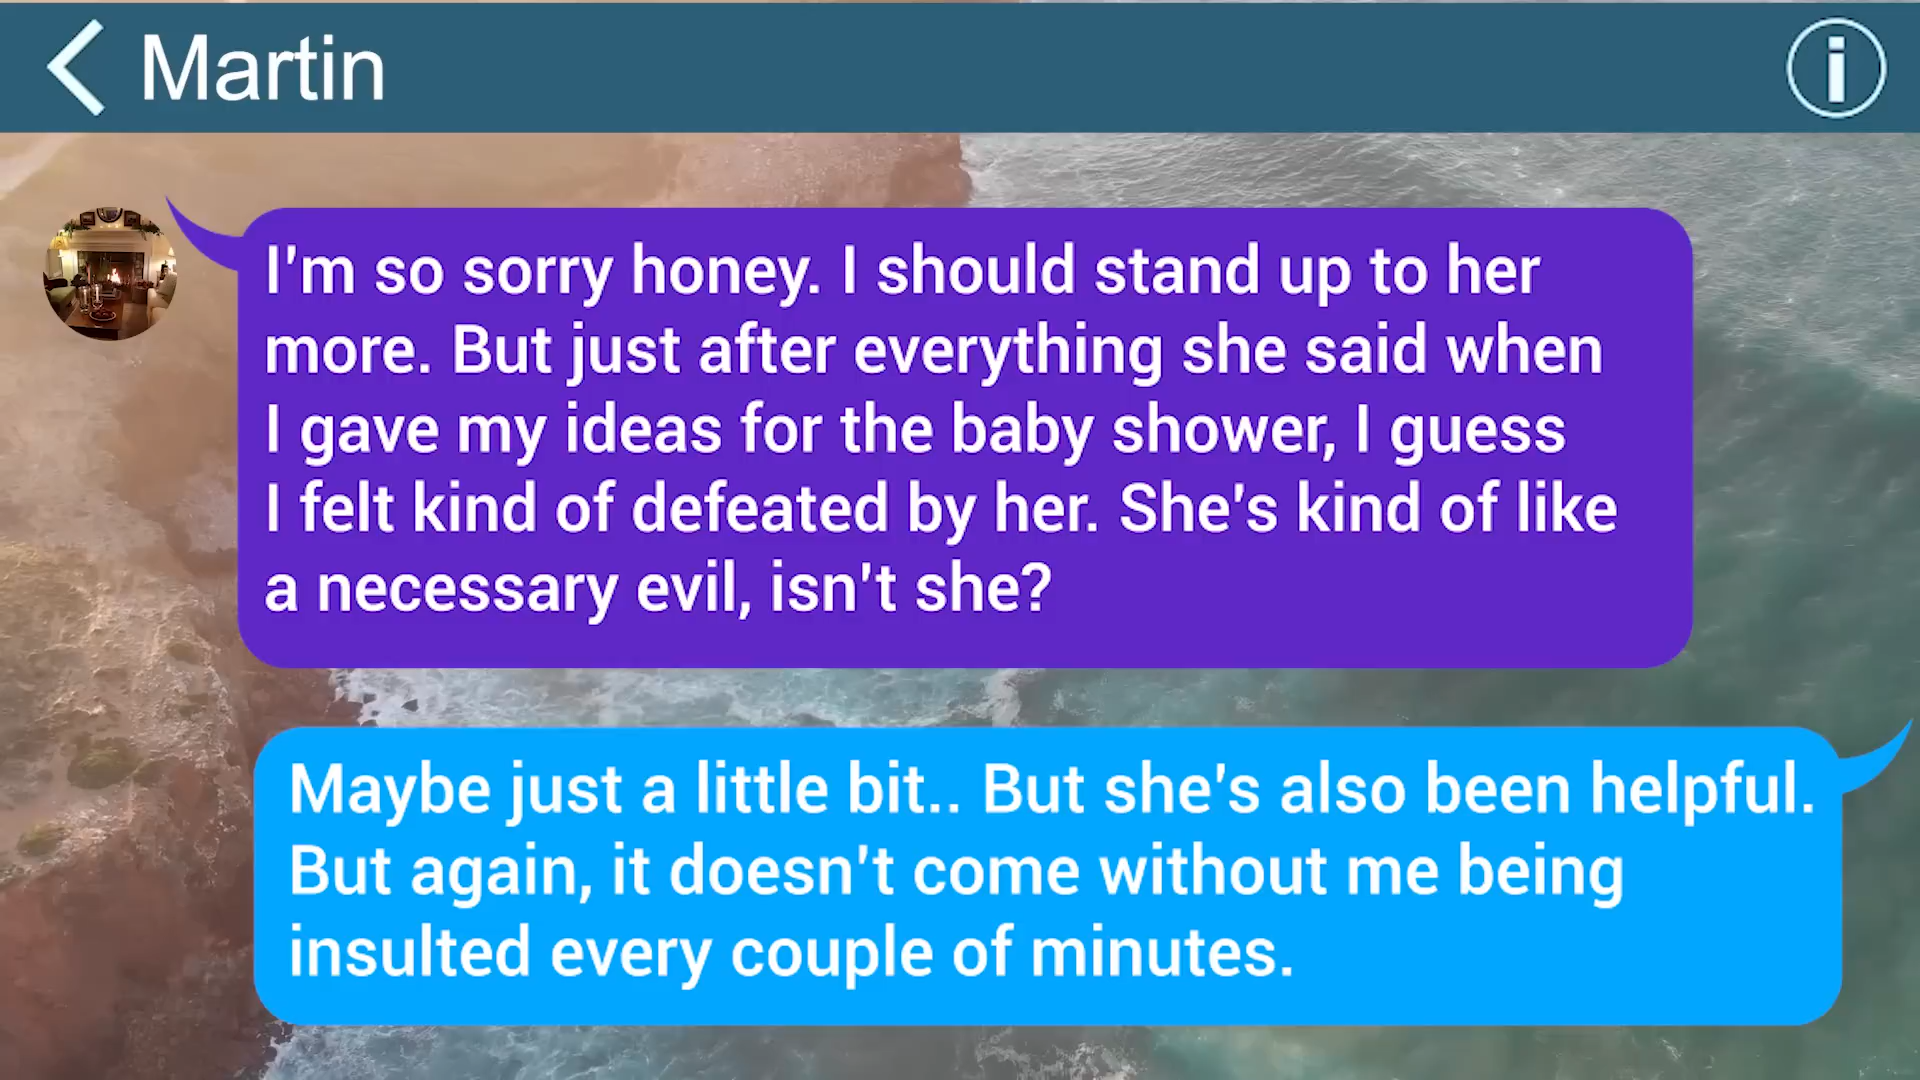 Martin
I'm so sorry honey. I should stand up to her
more. But just after everything she said when
I gave my ideas for the baby shower, I guess
I felt kind of defeated by her. She's kind of like
a necessary evil, isn't she?
Maybe just a little bit.. But she's also been helpful.
But again, it doesn't come without me being
insulted every couple of minutes.